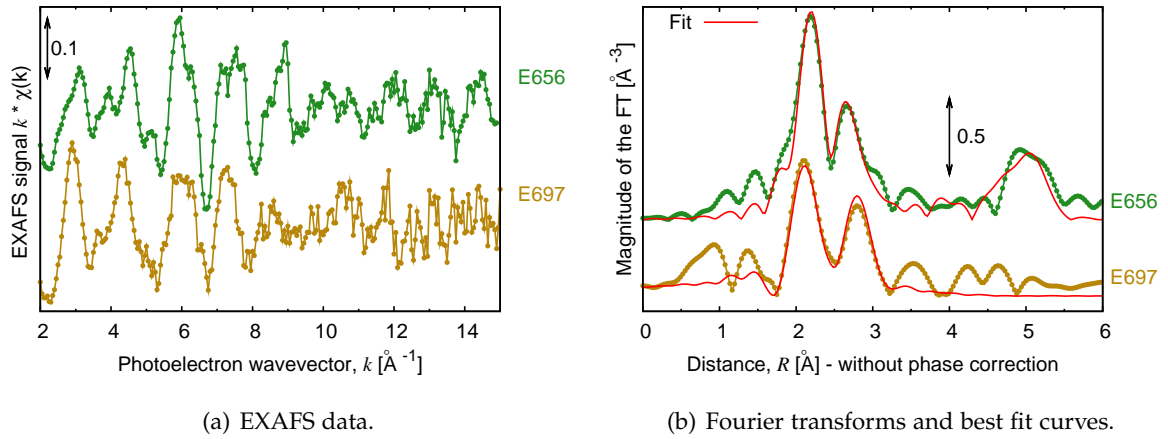 0.1
EXAFS signal k * χ(k)
E656
E697
2 4 6 8 10 12 14
Photoelectron wavevector, k [Å -1]
(a) EXAFS data.
Fit
Magnitude of the FT [Å -3]
0.5
E656
E697
0 1 2 3 4 5 6
Distance, R [Å] - without phase correction
(b) Fourier transforms and best fit curves.